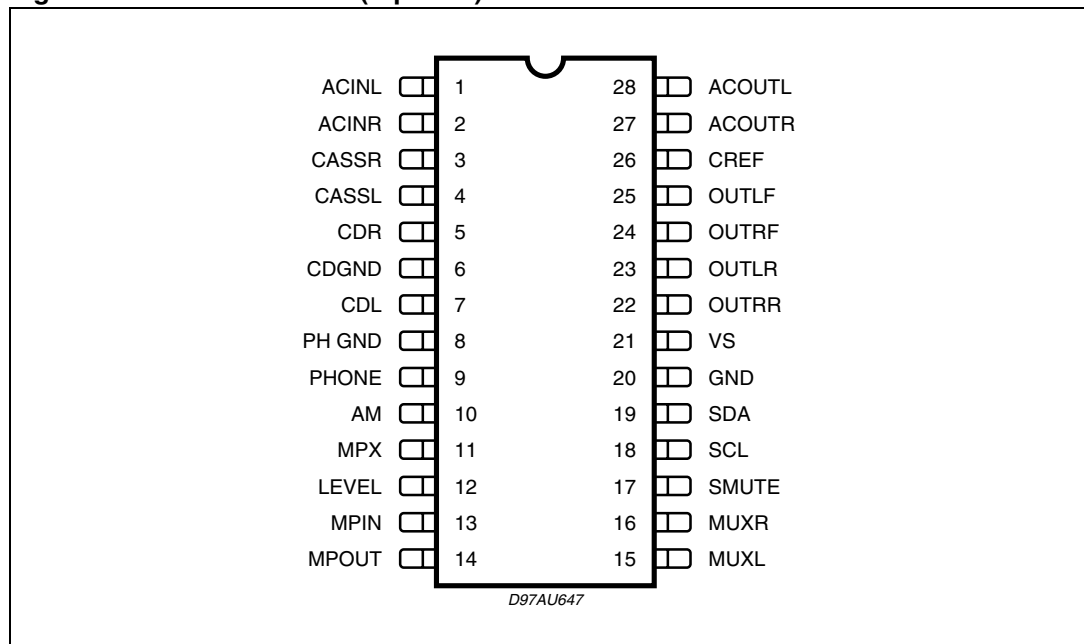 ACINL 1 28 ACOUTL
ACINR 2 27 ACOUTR
CASSR 3 26 CREF
CASSL 4 25 OUTLF
CDR 5 24 OUTRF
CDGND 6 23 OUTLR
CDL 7 22 OUTRR
PH GND 8 21 VS
PHONE 9 20 GND
AM 10 19 SDA
MPX 11 18 SCL
LEVEL 12 17 SMUTE
MPIN 13 16 MUXR
MPOUT 14 15 MUXL
D97AU647